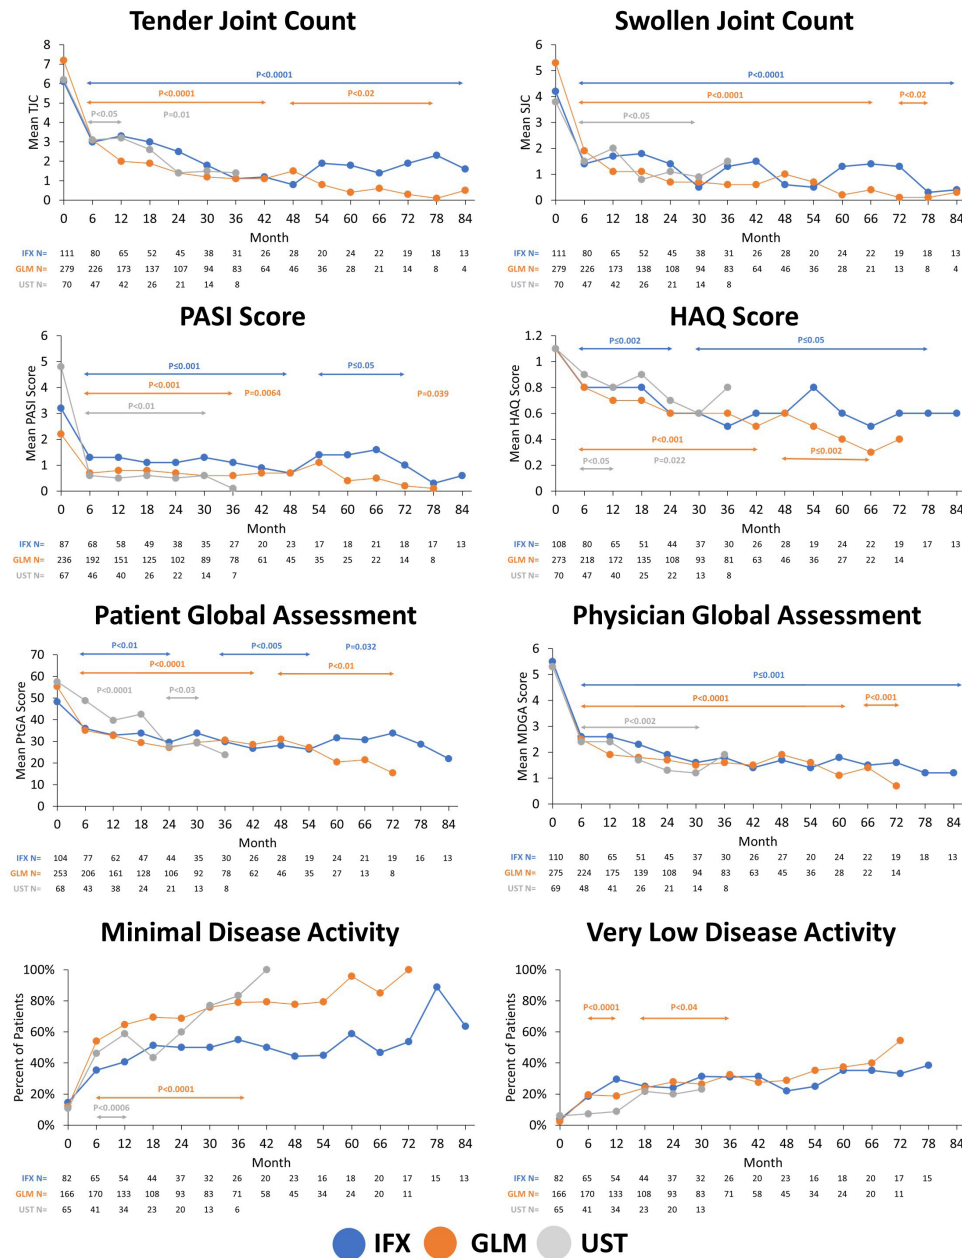 Tender Joint Count
Mean TJC
8
7
6
5
4
3
2
1
0
P<0.0001
P<0.0001
P<0.02
P<0.05
P=0.01
0 6 12 18 24 30 36 42 48 54 60 66 72 78 84
Month
IFX N= 111 80 65 52 45 38 31 26 28 20 24 22 19 18 13
GLM N= 279 226 173 137 107 94 83 64 46 36 28 21 14 8 4
UST N= 70 47 42 26 21 14 8
Swollen Joint Count
Mean SJC
6
5
4
3
2
1
0
P<0.0001
P<0.0001
P<0.02
P<0.05
0 6 12 18 24 30 36 42 48 54 60 66 72 78 84
Month
IFX N= 111 80 65 52 45 38 31 26 28 20 24 22 19 18 13
GLM N= 279 226 173 138 108 94 83 64 46 36 28 21 13 8 4
UST N= 70 47 42 26 21 14 8
PASI Score
Mean PASI Score
6
5
4
3
2
1
0
P≤0.001
P≤0.05
P<0.001
P=0.0064
P=0.039
P<0.01
0 6 12 18 24 30 36 42 48 54 60 66 72 78 84
Month
IFX N= 87 68 58 49 38 35 27 20 23 17 18 21 18 17 13
GLM N= 236 192 151 125 102 89 78 61 45 35 25 22 14 8
UST N= 67 46 40 26 22 14 7
HAQ Score
Mean HAQ Score
1.2
1
0.8
0.6
0.4
0.2
0
P≤0.002
P≤0.05
P<0.001
P≤0.002
P<0.05
P=0.022
0 6 12 18 24 30 36 42 48 54 60 66 72 78 84
Month
IFX N= 108 80 65 51 44 37 30 26 28 19 24 22 19 17 13
GLM N= 273 218 172 135 108 93 81 63 46 36 27 22 14
UST N= 70 47 40 25 22 13 8
Patient Global Assessment
Mean PtGA Score
70
60
50
40
30
20
10
0
P<0.01
P<0.005
P=0.032
P<0.0001
P<0.01
P<0.0001
P<0.03
0 6 12 18 24 30 36 42 48 54 60 66 72 78 84
Month
IFX N= 104 77 62 47 44 35 30 26 28 19 24 21 19 16 13
GLM N= 253 206 161 128 106 92 78 62 46 35 27 13 8
UST N= 68 43 38 24 21 13 8
Physician Global Assessment
Mean MDGA Score
6
5
4
3
2
1
0
P≤0.001
P<0.0001
P<0.001
P<0.002
0 6 12 18 24 30 36 42 48 54 60 66 72 78 84
Month
IFX N= 110 80 65 51 45 37 30 26 27 20 24 22 19 18 13
GLM N= 275 224 175 139 108 94 83 63 45 36 28 22 14
UST N= 69 48 41 26 21 14 8
Minimal Disease Activity
Percent of Patients
100%
80%
60%
40%
20%
0%
P<0.0001
P<0.0006
0 6 12 18 24 30 36 42 48 54 60 66 72 78 84
Month
IFX N= 82 65 54 44 37 32 26 20 23 16 18 20 17 15 13
GLM N= 166 170 133 108 93 83 71 58 45 34 24 20 11
UST N= 65 41 34 23 20 13 6
Very Low Disease Activity
Percent of Patients
100%
80%
60%
40%
20%
0%
P<0.0001
P<0.04
0 6 12 18 24 30 36 42 48 54 60 66 72 78 84
Month
IFX N= 82 65 54 44 37 32 26 20 23 16 18 20 17 15
GLM N= 166 170 133 108 93 83 71 58 45 34 24 20 11
UST N= 65 41 34 23 20 13
IFX GLM UST